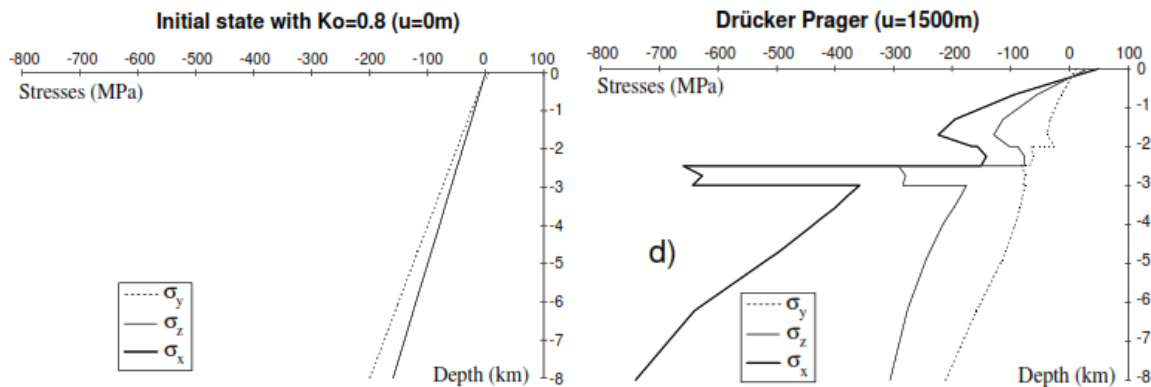 Initial state with Ko=0.8 (u=0m)
-800 -700 -600 -500 -400 -300 -200 -100 0 100
Stresses (MPa)
0
-1
-2
-3
-4
-5
-6
-7
-8
σy
σz
σx
Depth (km)
Drücker Prager (u=1500m)
-800 -700 -600 -500 -400 -300 -200 -100 0 100
Stresses (MPa)
0
-1
-2
-3
-4
-5
-6
-7
-8
d)
σy
σz
σx
Depth (km)